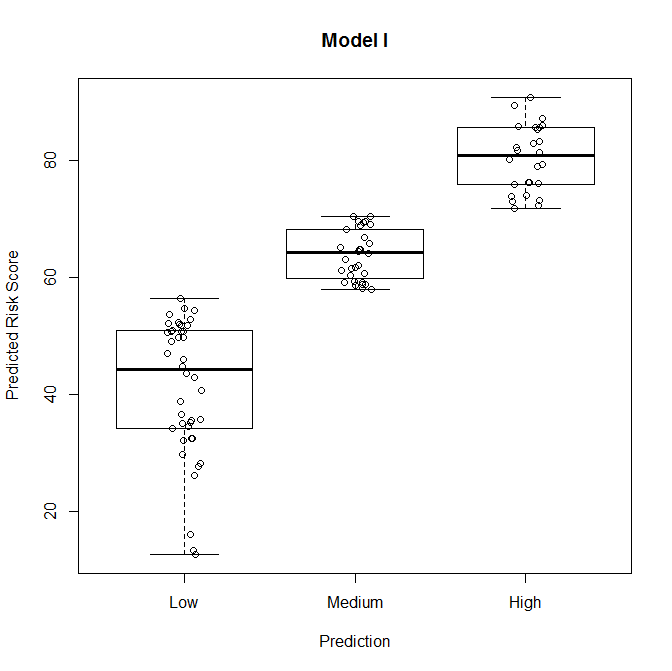 Model I
Predicted Risk Score
80
60
40
20
Low Medium High
Prediction